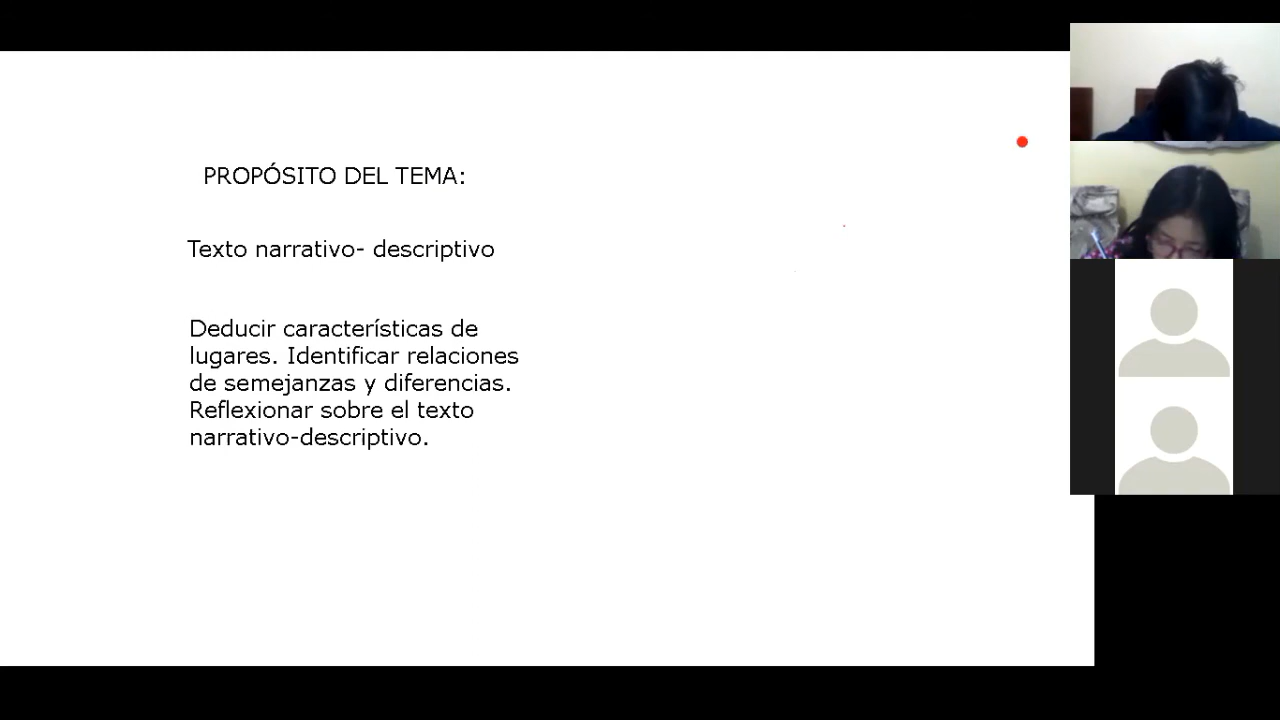 PROPÓSITO DEL TEMA:
Texto narrativo- descriptivo
Deducir características de
lugares. Identificar relaciones
de semejanzas y diferencias.
Reflexionar sobre el texto
narrativo-descriptivo.